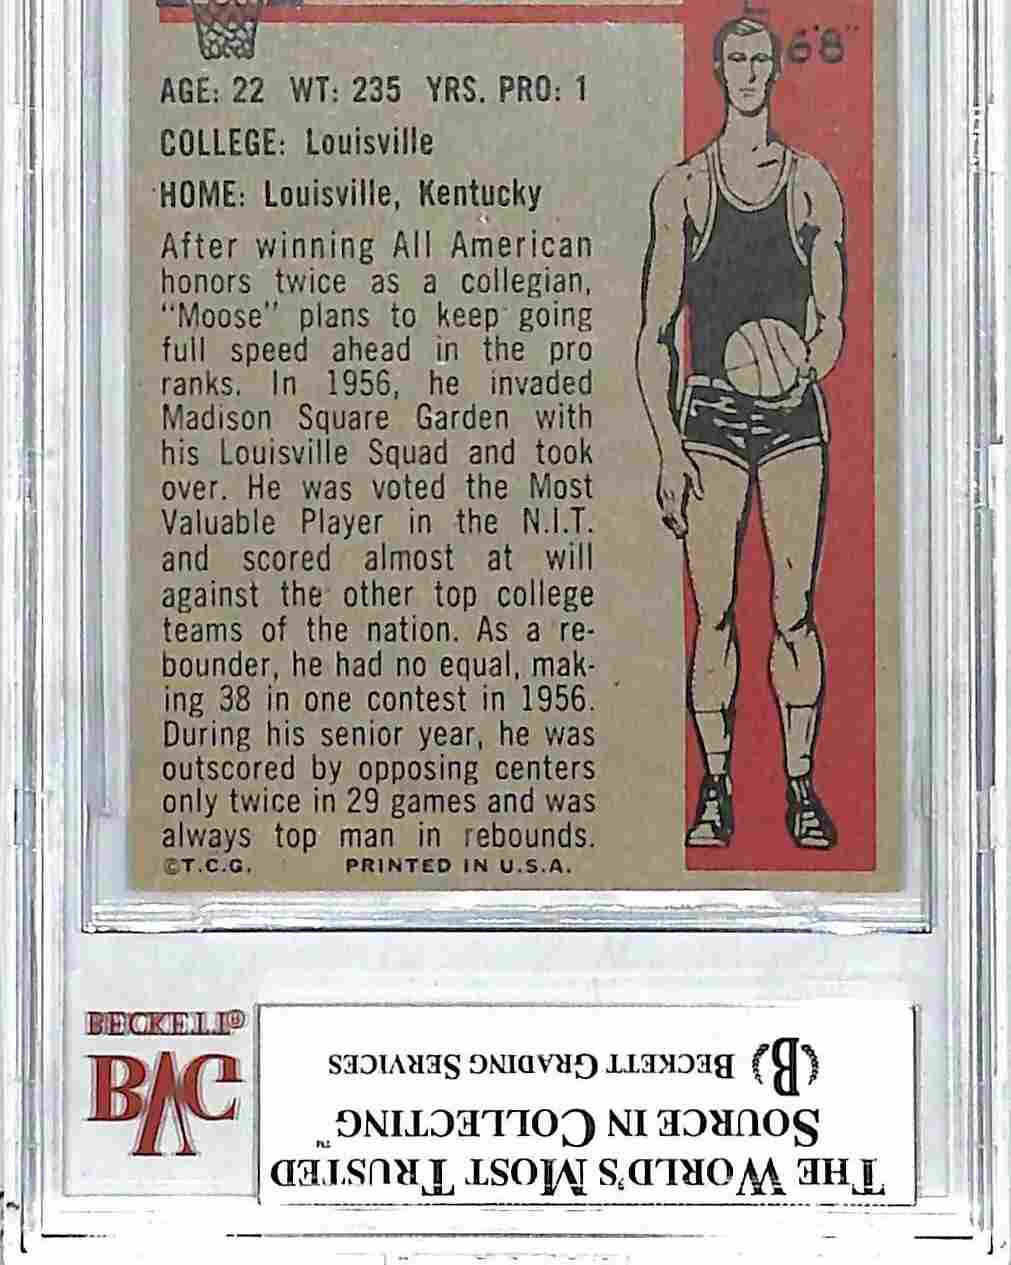 6'8"
AGE: 22 WT: 235 YRS. PRO: 1
COLLEGE: Louisville
HOME: Louisville, Kentucky
After winning All American
honors twice as a collegian,
"Moose" plans to keep going
full speed ahead in the pro
ranks. In 1956, he invaded
Madison Square Garden with
his Louisville Squad and took
over. He was voted the Most
Valuable Player in the N.I.T.
and scored almost at will
against the other top college
teams of the nation. As a re-
bounder, he had no equal, mak-
ing 38 in one contest in 1956.
During his senior year, he was
outscored by opposing centers
only twice in 29 games and was
always top man in rebounds.
©T.C.G. PRINTED IN U.S.A.
BECKETT®
BVG
THE WORLD'S MOST TRUSTED
SOURCE IN COLLECTING™
(B) BECKETT GRADING SERVICES